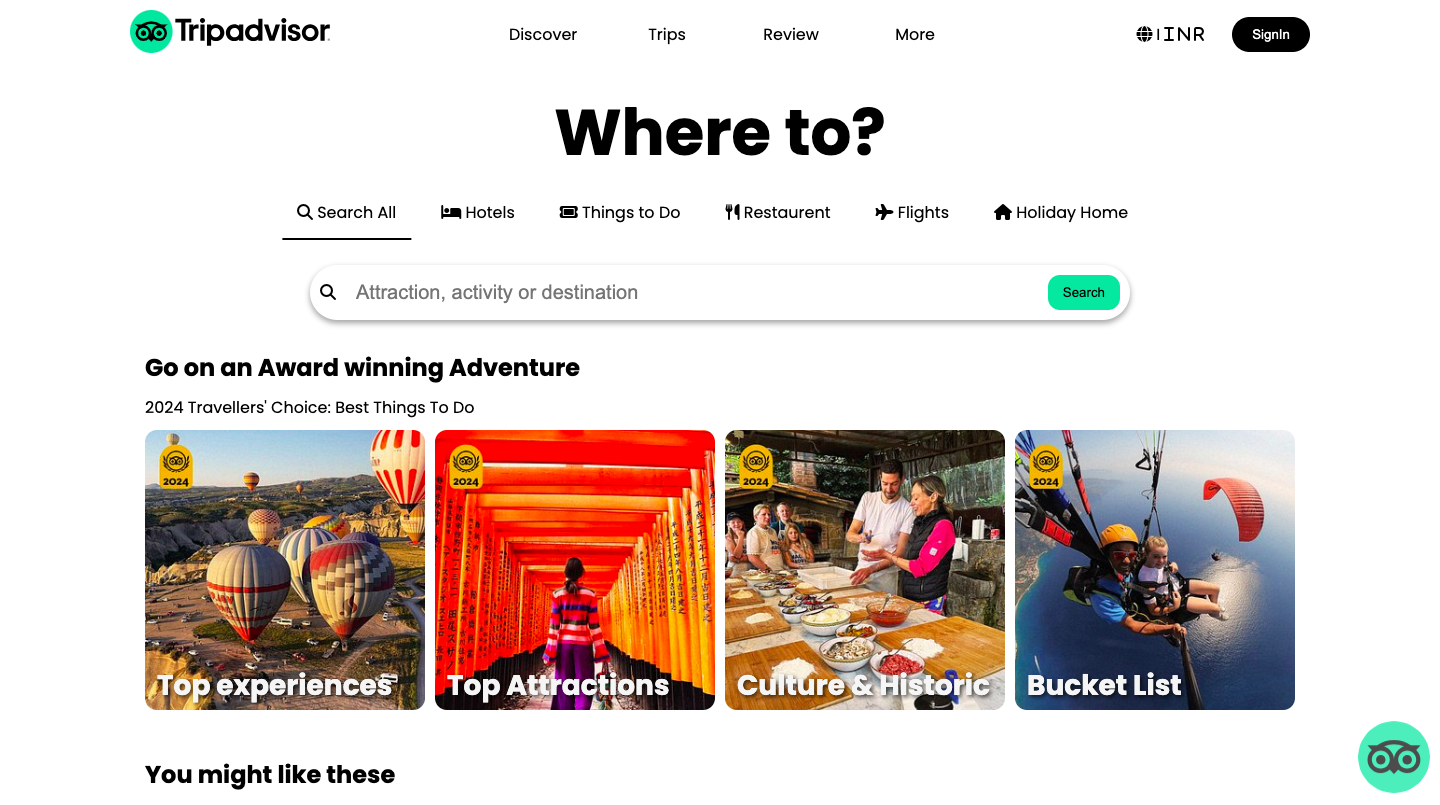 Tripadvisor
Discover
Trips
Review
More
INR
SignIn
Where to?
Search All
Hotels
Things to Do
Restaurent
Flights
Holiday Home
Attraction, activity or destination
Search
Go on an Award winning Adventure
2024 Travellers' Choice: Best Things To Do
2024
2024
2024
2024
Top experiences
Top Attractions
Culture & Historic
Bucket List
You might like these